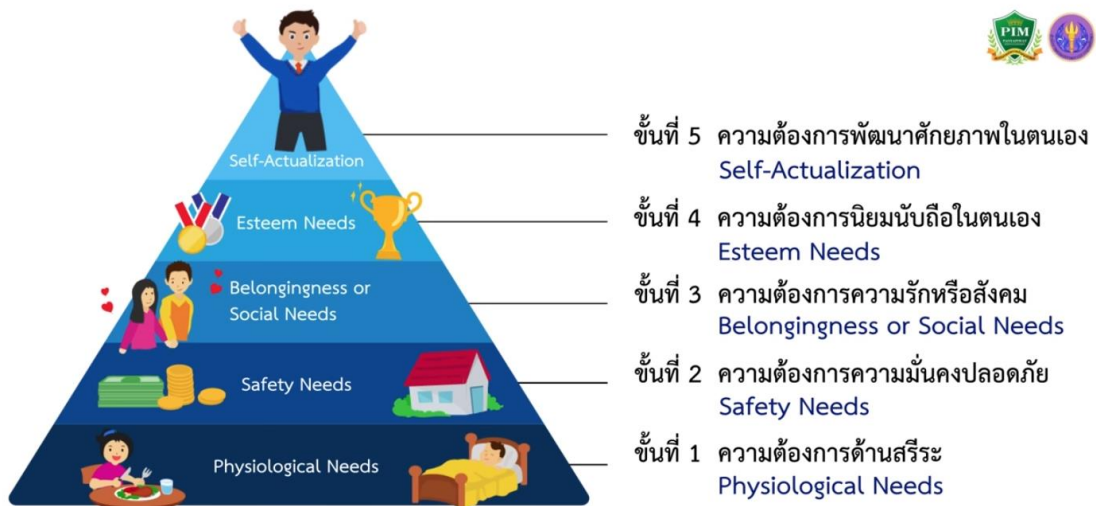 PIM
Self-Actualization
Esteem Needs
Belongingness or
Social Needs
Safety Needs
Physiological Needs
ขั้นที่ 5 ความต้องการพัฒนาศักยภาพในตนเอง
Self-Actualization
ขั้นที่ 4 ความต้องการนิยมนับถือในตนเอง
Esteem Needs
ขั้นที่ 3 ความต้องการความรักหรือสังคม
Belongingness or Social Needs
ขั้นที่ 2 ความต้องการความมั่นคงปลอดภัย
Safety Needs
ขั้นที่ 1 ความต้องการด้านสรีระ
Physiological Needs